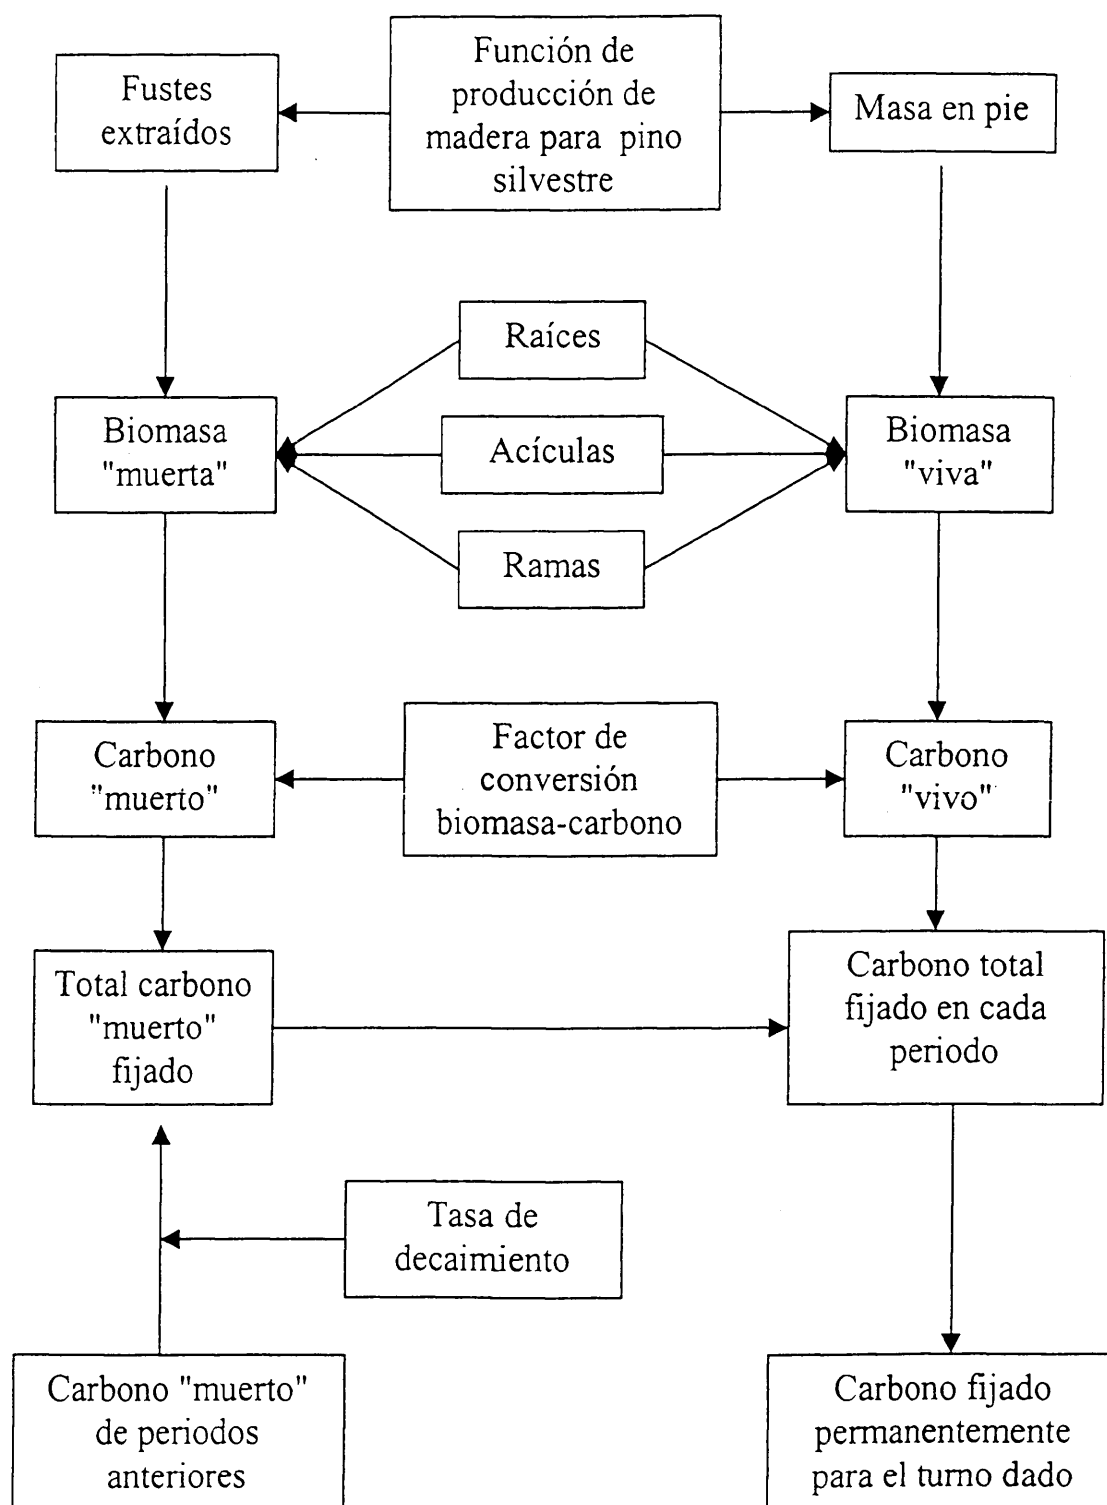 Función de
producción de
madera para pino
silvestre
Fustes
extraídos
Masa en pie
Raíces
Acículas
Ramas
Biomasa
"muerta"
Biomasa
"viva"
Factor de
conversión
biomasa-carbono
Carbono
"muerto"
Carbono
"vivo"
Total carbono
"muerto"
fijado
Carbono total
fijado en cada
periodo
Tasa de
decaimiento
Carbono "muerto"
de periodos
anteriores
Carbono fijado
permanentemente
para el turno dado